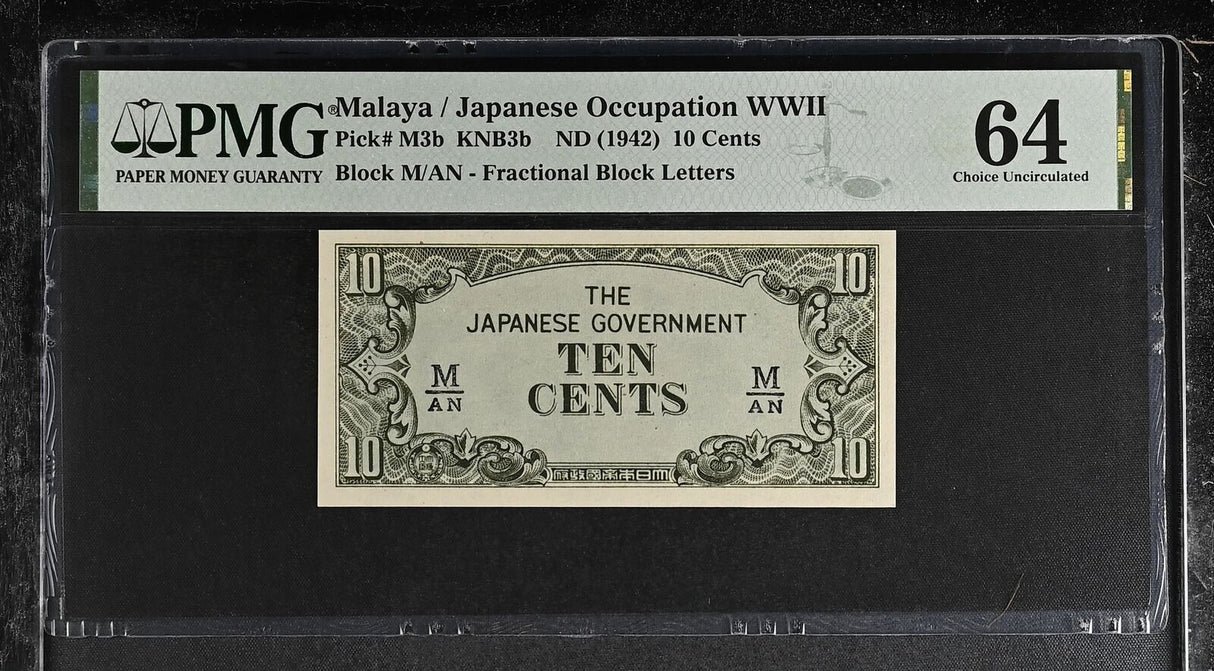 PMG®
PAPER MONEY GUARANTY
Malaya / Japanese Occupation WWII
Pick# M3b KNB3b ND (1942) 10 Cents
Block M/AN - Fractional Block Letters
64
Choice Uncirculated
10
10
THE
JAPANESE GOVERNMENT
TEN
CENTS
M
AN
M
AN
10
10